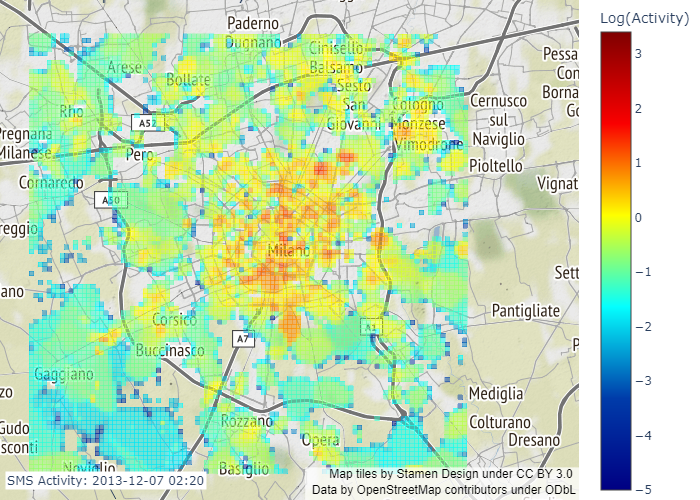 Paderno
Dugnano
Cinisello
Balsamo
Arese
Bollate
Sesto
San
Giovanni
Rho
Cologno
Monzese
Cernusco
sul
Naviglio
A52
Pregnana
Milanese
Pero
Vimodrone
Pioltello
Cornaredo
A50
Vignat
reggio
Milano
Sett
ano
Pantigliate
Corsico
A1
A7
Buccinasco
Gaggiano
Mediglia
zo
Rozzano
Colturano
Gudo
sconti
Opera
Dresano
Noviglio
Basiglio
Pessa
Con
Borna
Go
P
SMS Activity: 2013-12-07 02:20
Map tiles by Stamen Design under CC BY 3.0
Data by OpenStreetMap contributors under ODbL
Log(Activity)
3
2
1
0
−1
−2
−3
−4
−5